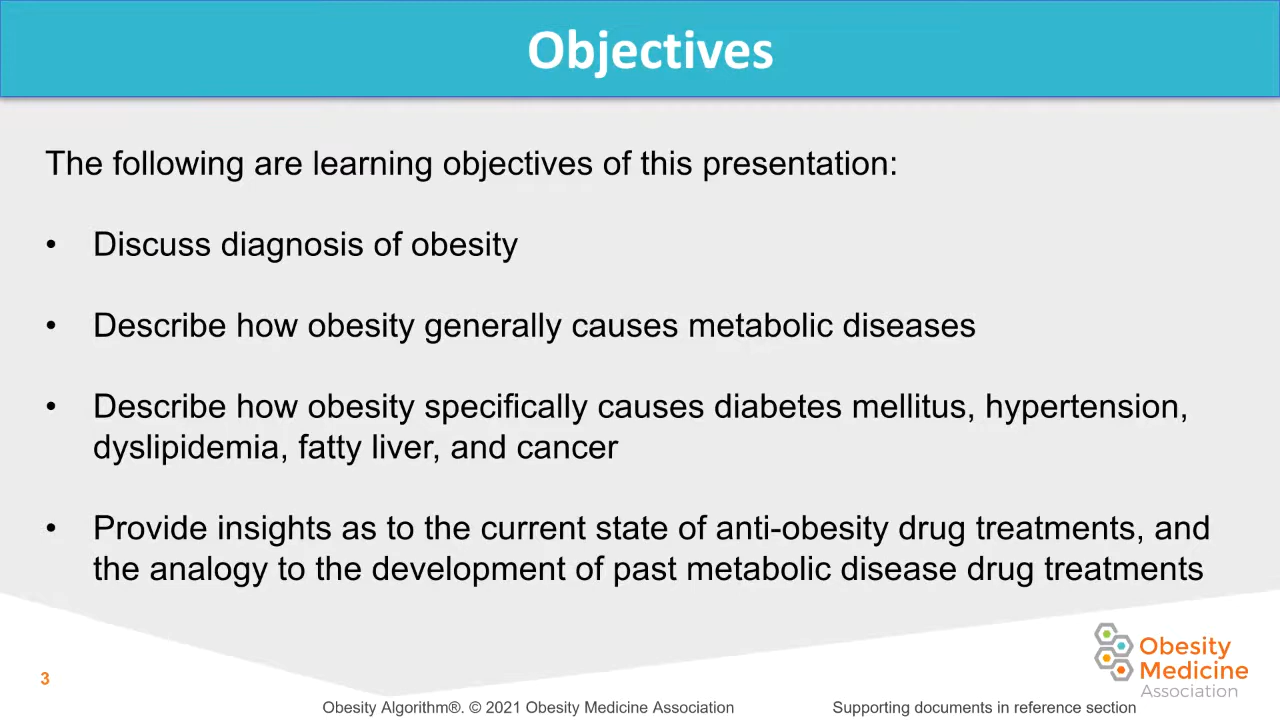 Objectives
The following are learning objectives of this presentation:
• Discuss diagnosis of obesity
• Describe how obesity generally causes metabolic diseases
• Describe how obesity specifically causes diabetes mellitus, hypertension,
dyslipidemia, fatty liver, and cancer
• Provide insights as to the current state of anti-obesity drug treatments, and
the analogy to the development of past metabolic disease drug treatments
Obesity
Medicine
Association
3
Obesity Algorithm®. © 2021 Obesity Medicine Association
Supporting documents in reference section